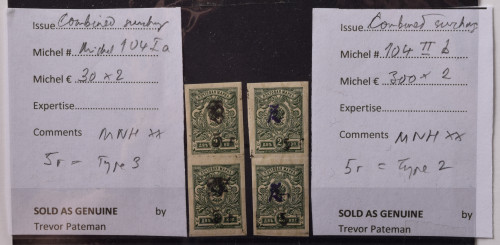 Issue Combined surcharg
Michel # Michel 104 I a
Michel € 30 x 2
Expertise
Comments MNH xx
5r = Type 3
SOLD AS GENUINE by
Trevor Pateman
Issue Combined surcharg
Michel # 104 II b
Michel € 300 x 2
Expertise
Comments MNH xx
5r = Type 2
SOLD AS GENUINE by
Trevor Pateman